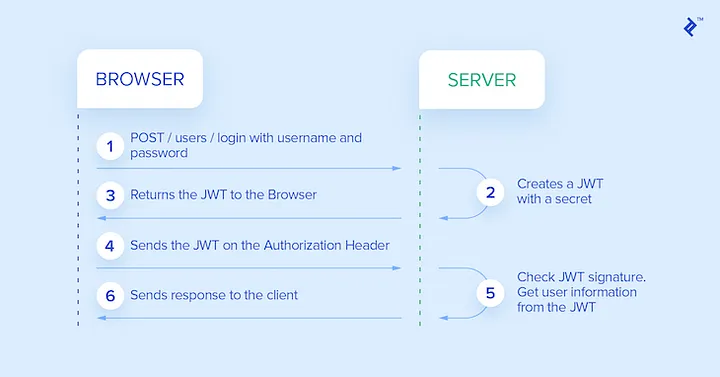 TM
BROWSER
SERVER
1
POST / users / login with username and
password
2
Creates a JWT
with a secret
3
Returns the JWT to the Browser
4
Sends the JWT on the Authorization Header
5
Check JWT signature.
Get user information
from the JWT
6
Sends response to the client